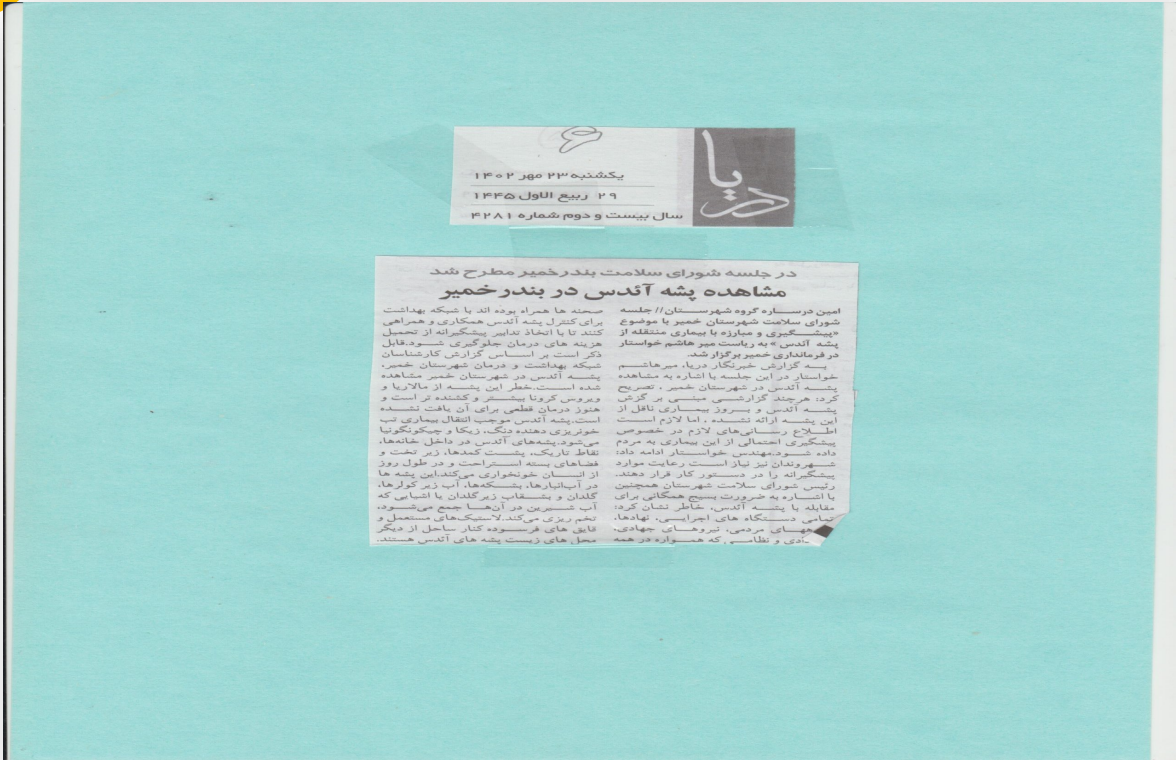 دریا
۶
یکشنبه ۲۳ مهر ۱۴۰۲
۲۹ ربیع الاول ۱۴۴۵
سال بیست و دوم شماره ۴۲۸۱
در جلسه شورای سلامت بندرخمیر مطرح شد
مشاهده پشه آئدس در بندرخمیر
امین درساره گروه شهرستان// جلسه
شورای سلامت شهرستان خمیر با موضوع
«پیشگیری و مبارزه با بیماری منتقله از
پشه آئدس» به ریاست میر هاشم خواستار
در فرمانداری خمیر برگزار شد.
به گزارش خبرنگار دریا، میرهاشم
خواستار در این جلسه با اشاره به مشاهده
پشه آئدس در شهرستان خمیر ، تصریح
کرد: هرچند گزارشی مبنی بر گزش
پشه آئدس و بروز بیماری ناقل از
این پشه ارائه نشده ، اما لازم است
اطلاع رسانی‌های لازم در خصوص
پیشگیری احتمالی از این بیماری به مردم
داده شود.مهندس خواستار ادامه داد:
شهروندان نیز نیاز است رعایت موارد
پیشگیرانه را در دستور کار قرار دهند.
رئیس شورای سلامت شهرستان همچنین
با اشاره به ضرورت بسیج همگانی برای
مقابله با پشه آئدس، خاطر نشان کرد:
تمامی دستگاه های اجرایی، نهادها،
مردمی، نیروهای جهادی،
و نظامی که همواره در همه
صحنه ها همراه بوده اند با شبکه بهداشت
برای کنترل پشه آئدس همکاری و همراهی
کنند تا با اتخاذ تدابیر پیشگیرانه از تحمیل
هزینه های درمان جلوگیری شود.قابل
ذکر است بر اساس گزارش کارشناسان
شبکه بهداشت و درمان شهرستان خمیر،
پشه آئدس در شهرستان خمیر مشاهده
شده است.خطر این پشه از مالاریا و
ویروس کرونا بیشتر و کشنده تر است و
هنوز درمان قطعی برای آن یافت نشده
است.پشه آئدس موجب انتقال بیماری تب
خونریزی دهنده دنگ، زیکا و چیکونگونیا
می‌شود.پشه‌های آئدس در داخل خانه‌ها،
نقاط تاریک، پشت کمدها، زیر تخت و
فضاهای بسته استراحت و در طول روز
از انسان خونخواری می‌کند.این پشه ها
در آب‌انبارها، بشکه‌ها، آب زیر کولرها،
گلدان و بشقاب زیرگلدان یا اشیایی که
آب شیرین در آن‌ها جمع می‌شود،
تخم ریزی می‌کند.لاستیک‌های مستعمل و
قایق های فرسوده کنار ساحل از دیگر
محل های زیست پشه های آئدس هستند.